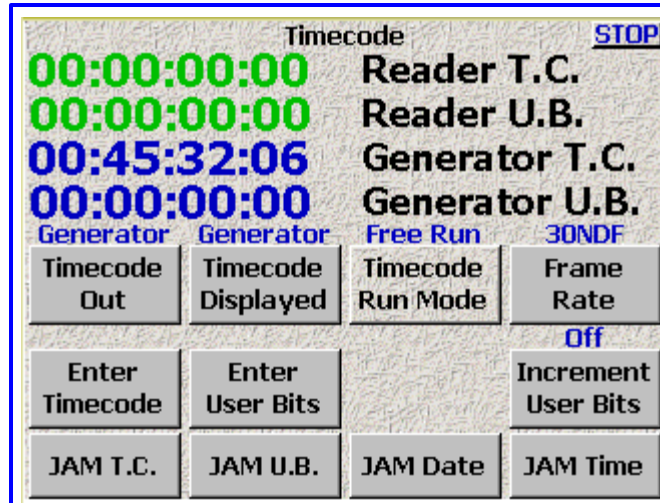 Timecode STOP
00:00:00:00 Reader T.C.
00:00:00:00 Reader U.B.
00:45:32:06 Generator T.C.
00:00:00:00 Generator U.B.
Generator Generator Free Run 30NDF
Timecode Timecode Timecode Frame
Out Displayed Run Mode Rate
Off
Enter Enter Increment
Timecode User Bits User Bits
JAM T.C. JAM U.B. JAM Date JAM Time